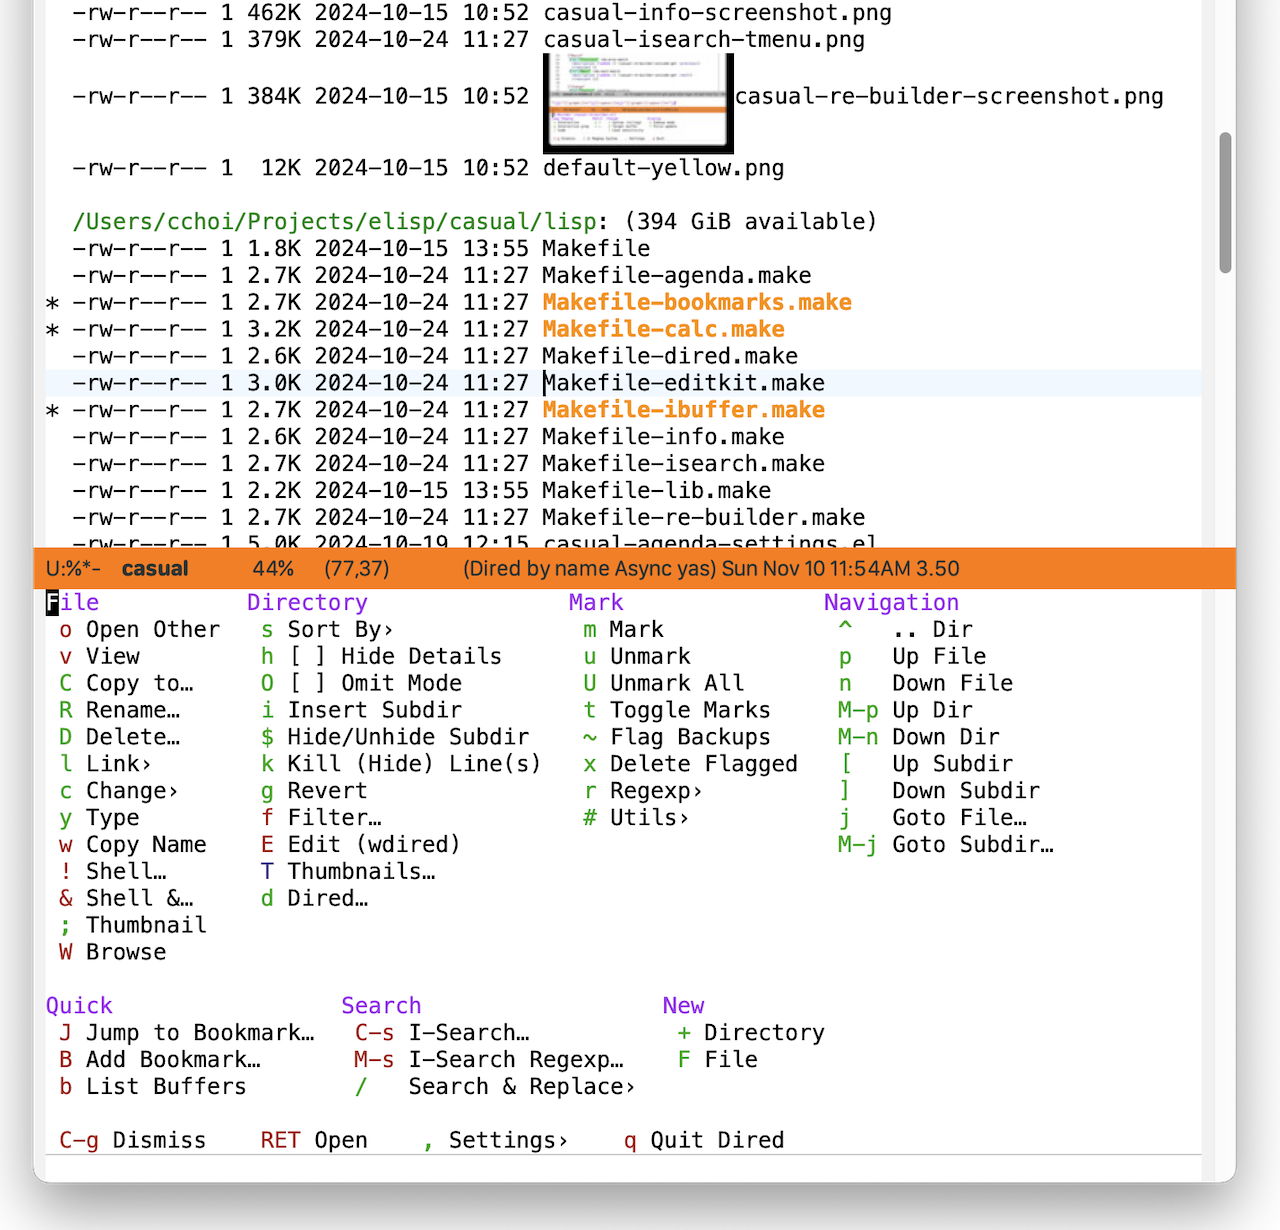 -rw-r--r-- 1 462K 2024-10-15 10:52 casual-info-screenshot.png
-rw-r--r-- 1 379K 2024-10-24 11:27 casual-isearch-tmenu.png
-rw-r--r-- 1 384K 2024-10-15 10:52 casual-re-builder-screenshot.png
-rw-r--r-- 1  12K 2024-10-15 10:52 default-yellow.png
/Users/cchoi/Projects/elisp/casual/lisp: (394 GiB available)
-rw-r--r-- 1 1.8K 2024-10-15 13:55 Makefile
-rw-r--r-- 1 2.7K 2024-10-24 11:27 Makefile-agenda.make
* -rw-r--r-- 1 2.7K 2024-10-24 11:27 Makefile-bookmarks.make
* -rw-r--r-- 1 3.2K 2024-10-24 11:27 Makefile-calc.make
-rw-r--r-- 1 2.6K 2024-10-24 11:27 Makefile-dired.make
-rw-r--r-- 1 3.0K 2024-10-24 11:27 Makefile-editkit.make
* -rw-r--r-- 1 2.7K 2024-10-24 11:27 Makefile-ibuffer.make
-rw-r--r-- 1 2.6K 2024-10-24 11:27 Makefile-info.make
-rw-r--r-- 1 2.7K 2024-10-24 11:27 Makefile-isearch.make
-rw-r--r-- 1 2.2K 2024-10-15 13:55 Makefile-lib.make
-rw-r--r-- 1 2.7K 2024-10-24 11:27 Makefile-re-builder.make
-rw-r--r-- 1 5.0K 2024-10-19 12:15 casual-agenda-settings.el
U:%*-  casual  44%  (77,37)  (Dired by name Async yas) Sun Nov 10 11:54AM 3.50
File  Directory  Mark  Navigation
o Open Other  s Sort By›  m Mark  ^ .. Dir
v View  h [ ] Hide Details  u Unmark  p Up File
C Copy to…  O [ ] Omit Mode  U Unmark All  n Down File
R Rename…  i Insert Subdir  t Toggle Marks  M-p Up Dir
D Delete…  $ Hide/Unhide Subdir  ~ Flag Backups  M-n Down Dir
l Link›  k Kill (Hide) Line(s)  x Delete Flagged  [ Up Subdir
c Change›  g Revert  r Regexp›  ] Down Subdir
y Type  f Filter…  # Utils›  j Goto File…
w Copy Name  E Edit (wdired)  M-j Goto Subdir…
! Shell…  T Thumbnails…
& Shell &…  d Dired…
; Thumbnail
W Browse
Quick  Search  New
J Jump to Bookmark…  C-s I-Search…  + Directory
B Add Bookmark…  M-s I-Search Regexp…  F File
b List Buffers  / Search & Replace›
C-g Dismiss  RET Open  , Settings›  q Quit Dired